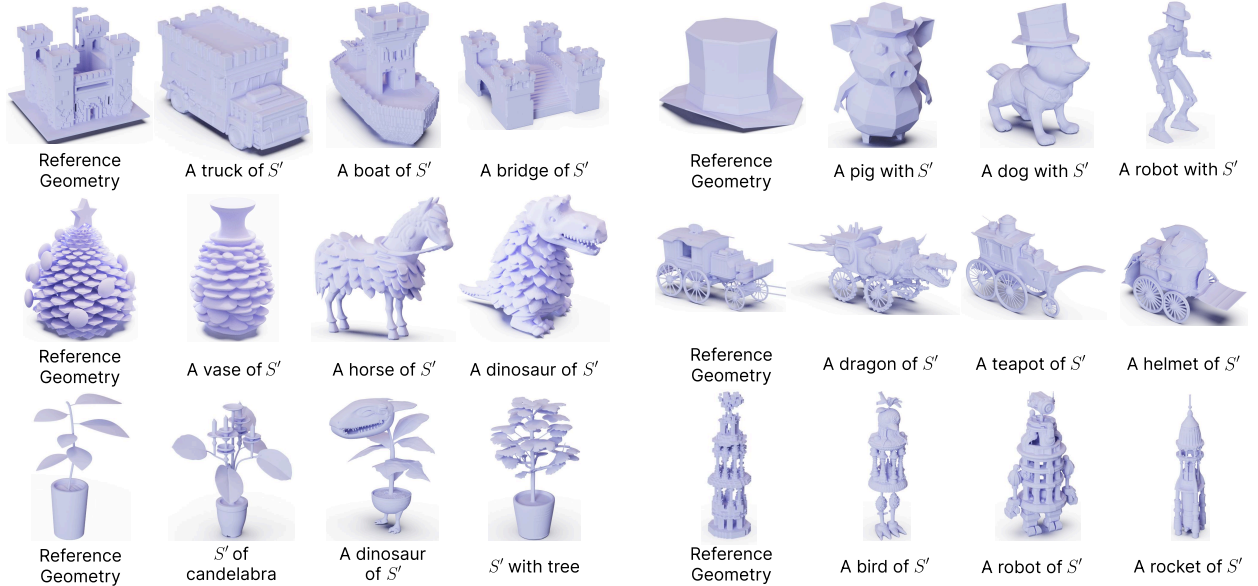 Reference
Geometry
A truck of S′
A boat of S′
A bridge of S′
Reference
Geometry
A pig with S′
A dog with S′
A robot with S′
Reference
Geometry
A vase of S′
A horse of S′
A dinosaur of S′
Reference
Geometry
A dragon of S′
A teapot of S′
A helmet of S′
Reference
Geometry
S′ of
candelabra
A dinosaur
of S′
S′ with tree
Reference
Geometry
A bird of S′
A robot of S′
A rocket of S′